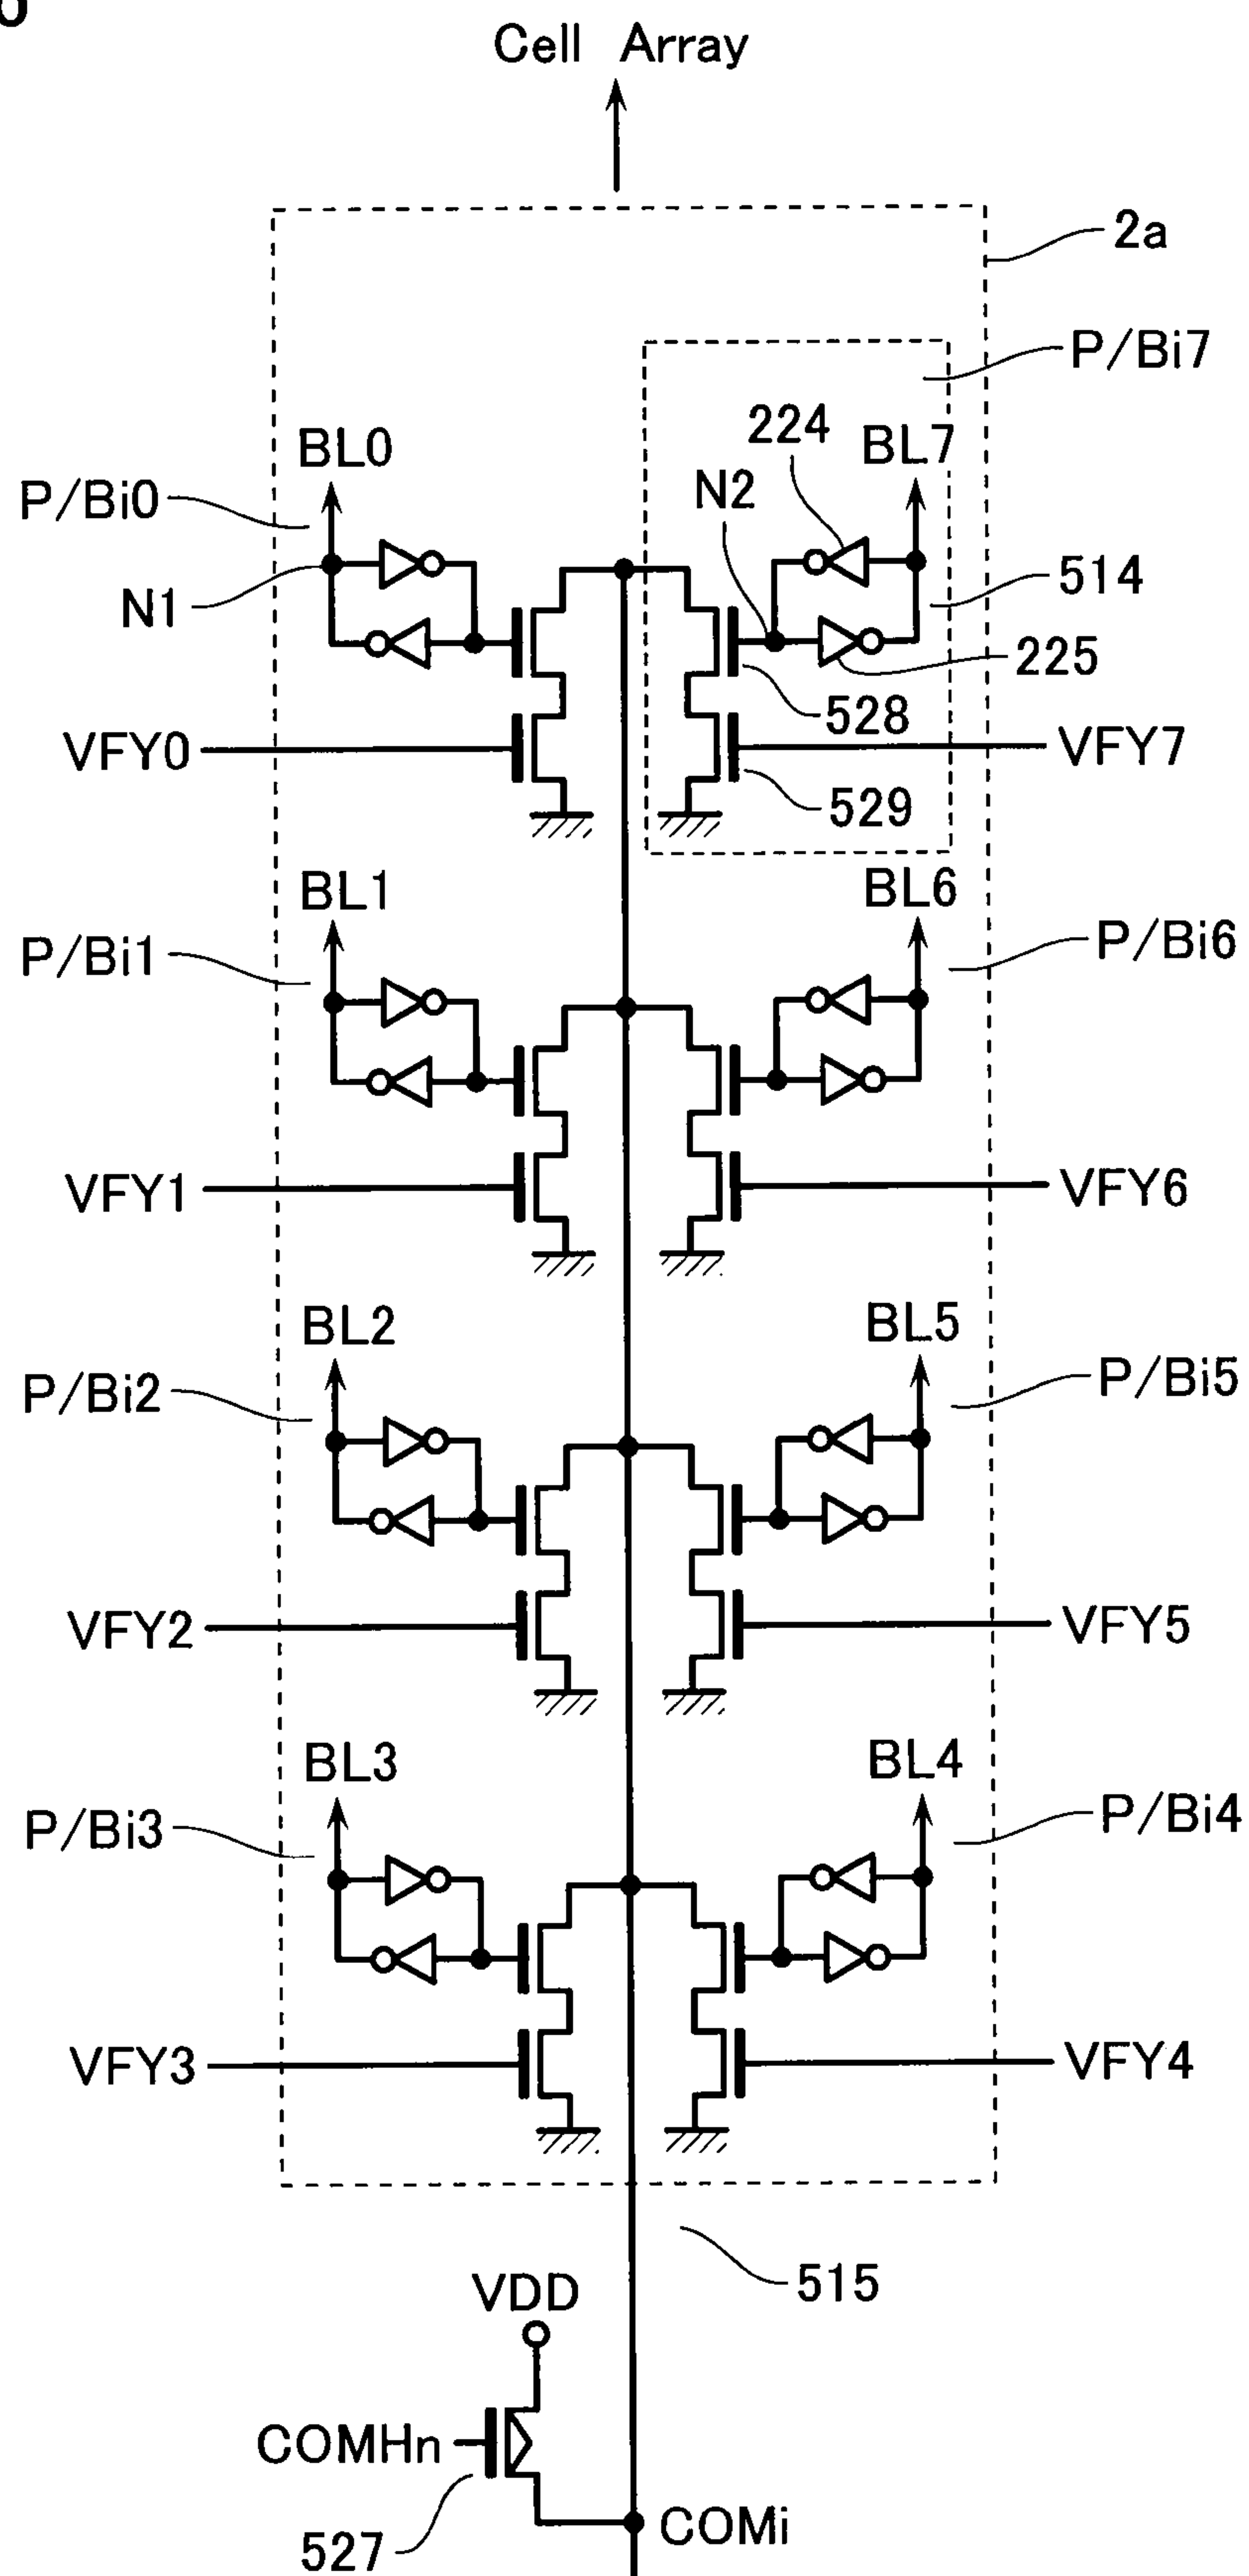 Cell Array
2a
P/Bi7
224
BL0
BL7
P/Bi0
N2
N1
514
225
528
VFY0
VFY7
529
BL1
BL6
P/Bi1
P/Bi6
VFY1
VFY6
BL2
BL5
P/Bi2
P/Bi5
VFY2
VFY5
BL3
BL4
P/Bi3
P/Bi4
VFY3
VFY4
515
VDD
COMHn
COMi
527